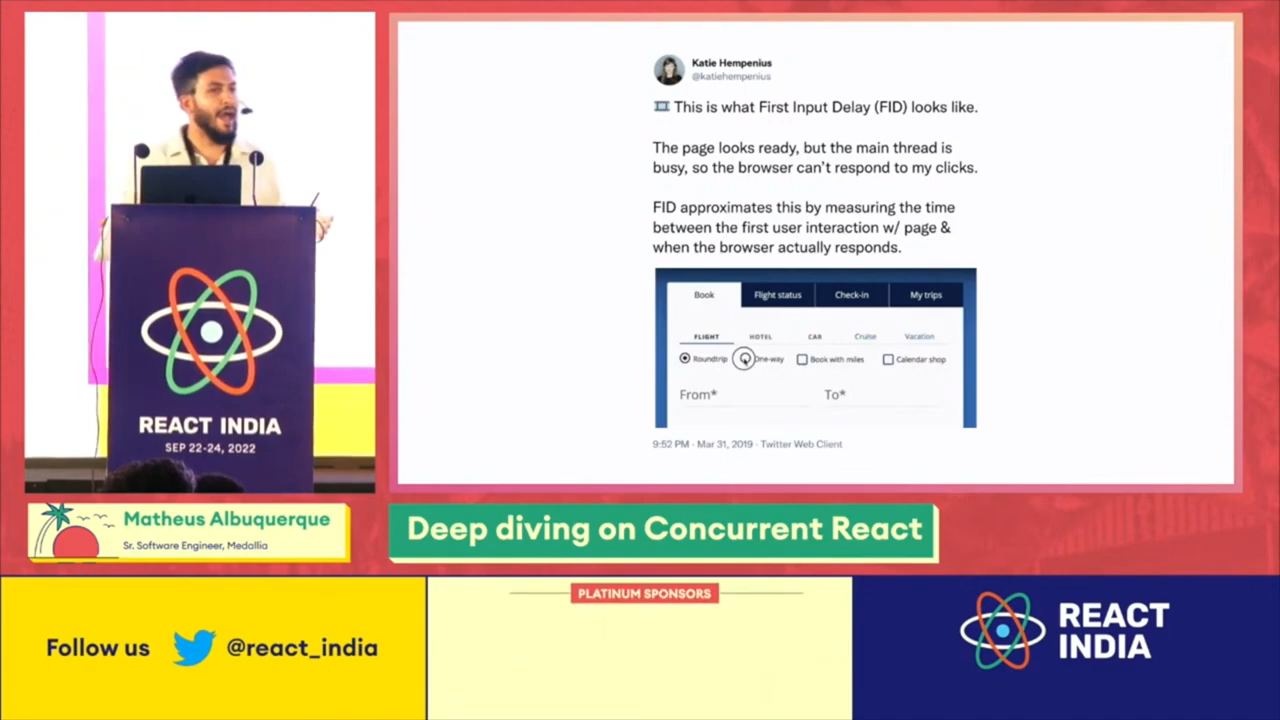 Katie Hempenius
@katiehempenius
This is what First Input Delay (FID) looks like.
The page looks ready, but the main thread is
busy, so the browser can't respond to my clicks.
FID approximates this by measuring the time
between the first user interaction w/ page &
when the browser actually responds.
Book
Flight status
Check-in
My trips
FLIGHT
HOTEL
CAR
Cruise
Vacation
Roundtrip
One-way
Book with miles
Calendar shop
From*
To*
9:52 PM · Mar 31, 2019 · Twitter Web Client
REACT INDIA
SEP 22-24, 2022
Matheus Albuquerque
Sr. Software Engineer, Medallia
Deep diving on Concurrent React
Follow us
@react_india
PLATINUM SPONSORS
REACT
INDIA